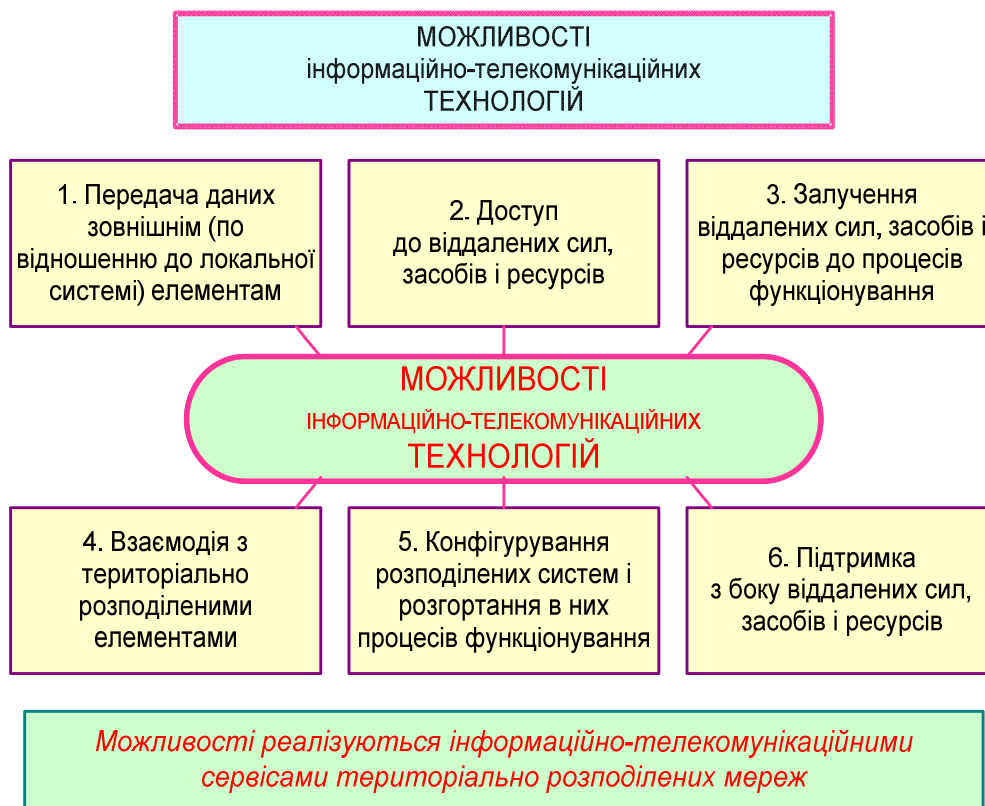 МОЖЛИВОСТІ
інформаційно-телекомунікаційних
ТЕХНОЛОГІЙ
1. Передача даних
зовнішнім (по
відношенню до локальної
системі) елементам
2. Доступ
до віддалених сил,
засобів і ресурсів
3. Залучення
віддалених сил, засобів і
ресурсів до процесів
функціонування
МОЖЛИВОСТІ
ІНФОРМАЦІЙНО-ТЕЛЕКОМУНІКАЦІЙНИХ
ТЕХНОЛОГІЙ
4. Взаємодія з
територіально
розподіленими
елементами
5. Конфігурування
розподілених систем і
розгортання в них
процесів функціонування
6. Підтримка
з боку віддалених сил,
засобів і ресурсів
Можливості реалізуються інформаційно-телекомунікаційними
сервісами територіально розподілених мереж